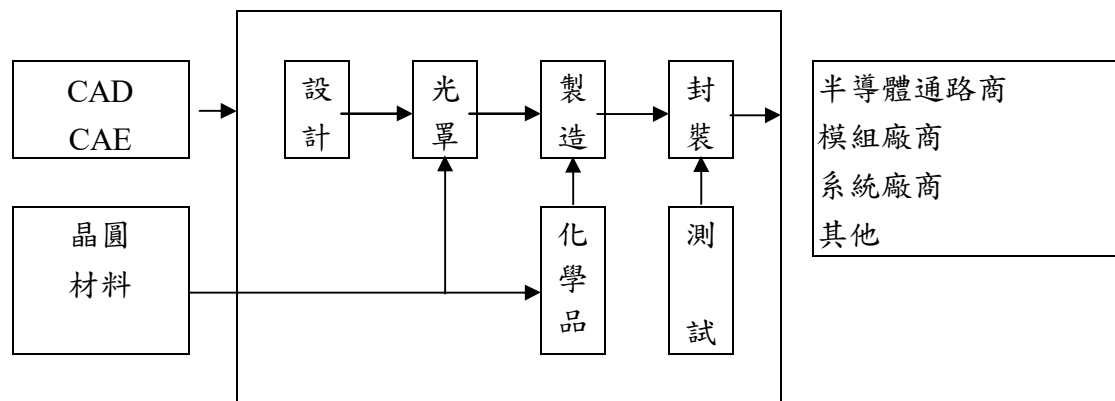 CAD
CAE
設計
光罩
製造
封裝
半導體通路商
模組廠商
系統廠商
其他
晶圓
材料
化學品
測試